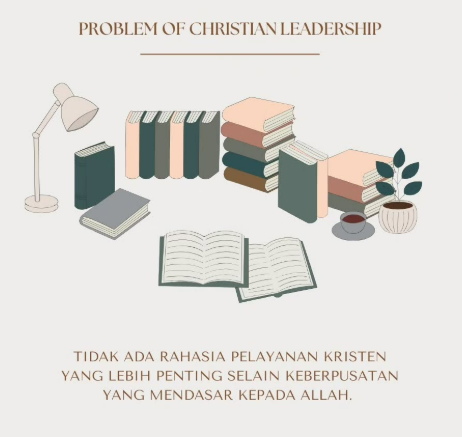 PROBLEM OF CHRISTIAN LEADERSHIP
TIDAK ADA RAHASIA PELAYANAN KRISTEN
YANG LEBIH PENTING SELAIN KEBERPUSATAN
YANG MENDASAR KEPADA ALLAH.